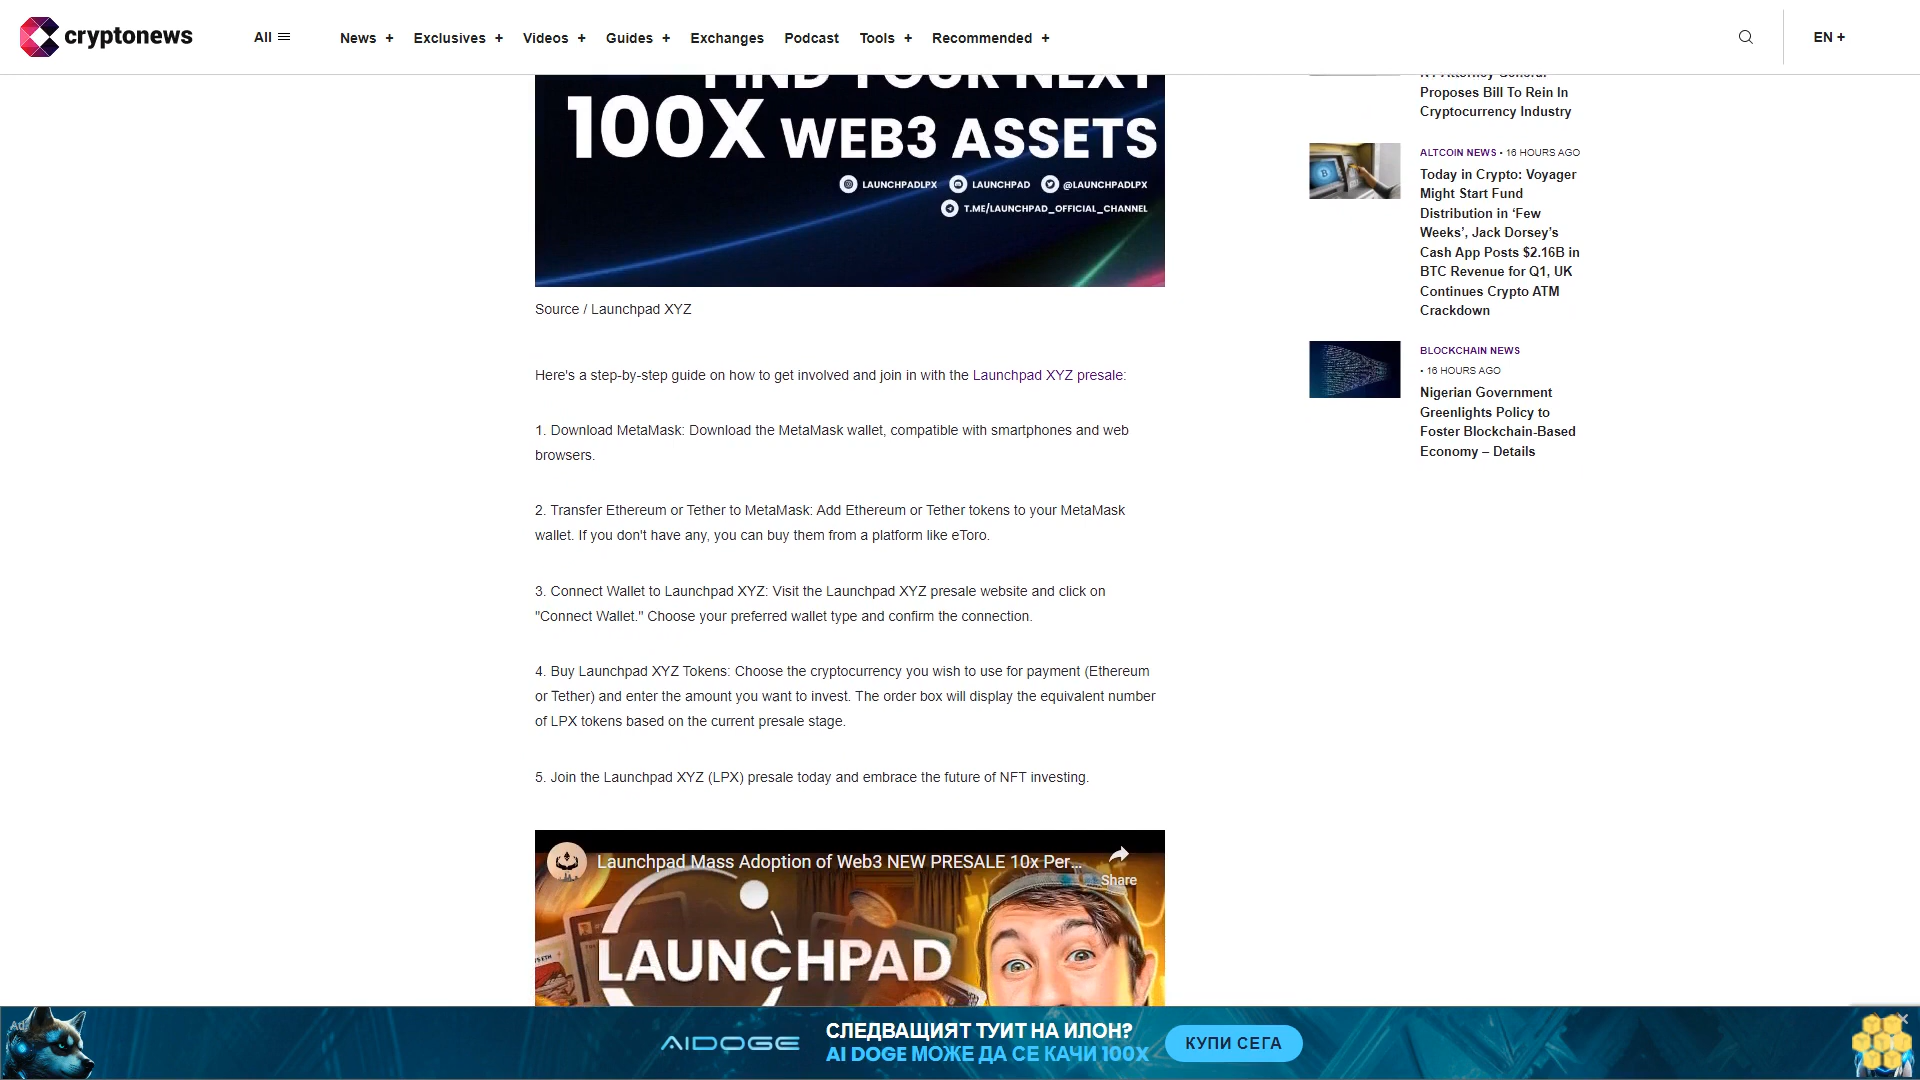 cryptonews
All
News +
Exclusives +
Videos +
Guides +
Exchanges
Podcast
Tools +
Recommended +
EN +
FIND YOUR NEXT
100X WEB3 ASSETS
LAUNCHPADLPX LAUNCHPAD @LAUNCHPADLPX
T.ME/LAUNCHPAD_OFFICIAL_CHANNEL
Source / Launchpad XYZ
Here's a step-by-step guide on how to get involved and join in with the Launchpad XYZ presale:
1. Download MetaMask: Download the MetaMask wallet, compatible with smartphones and web
browsers.
2. Transfer Ethereum or Tether to MetaMask: Add Ethereum or Tether tokens to your MetaMask
wallet. If you don't have any, you can buy them from a platform like eToro.
3. Connect Wallet to Launchpad XYZ: Visit the Launchpad XYZ presale website and click on
"Connect Wallet." Choose your preferred wallet type and confirm the connection.
4. Buy Launchpad XYZ Tokens: Choose the cryptocurrency you wish to use for payment (Ethereum
or Tether) and enter the amount you want to invest. The order box will display the equivalent number
of LPX tokens based on the current presale stage.
5. Join the Launchpad XYZ (LPX) presale today and embrace the future of NFT investing.
Launchpad Mass Adoption of Web3 NEW PRESALE 10x Per...
Share
LAUNCHPAD
NY Attorney General
Proposes Bill To Rein In
Cryptocurrency Industry
ALTCOIN NEWS • 16 HOURS AGO
Today in Crypto: Voyager
Might Start Fund
Distribution in ‘Few
Weeks’, Jack Dorsey’s
Cash App Posts $2.16B in
BTC Revenue for Q1, UK
Continues Crypto ATM
Crackdown
BLOCKCHAIN NEWS
• 16 HOURS AGO
Nigerian Government
Greenlights Policy to
Foster Blockchain-Based
Economy – Details
Ad
AIDOGE
СЛЕДВАЩИЯТ ТУИТ НА ИЛОН?
AI DOGE МОЖЕ ДА СЕ КАЧИ 100X
КУПИ СЕГА